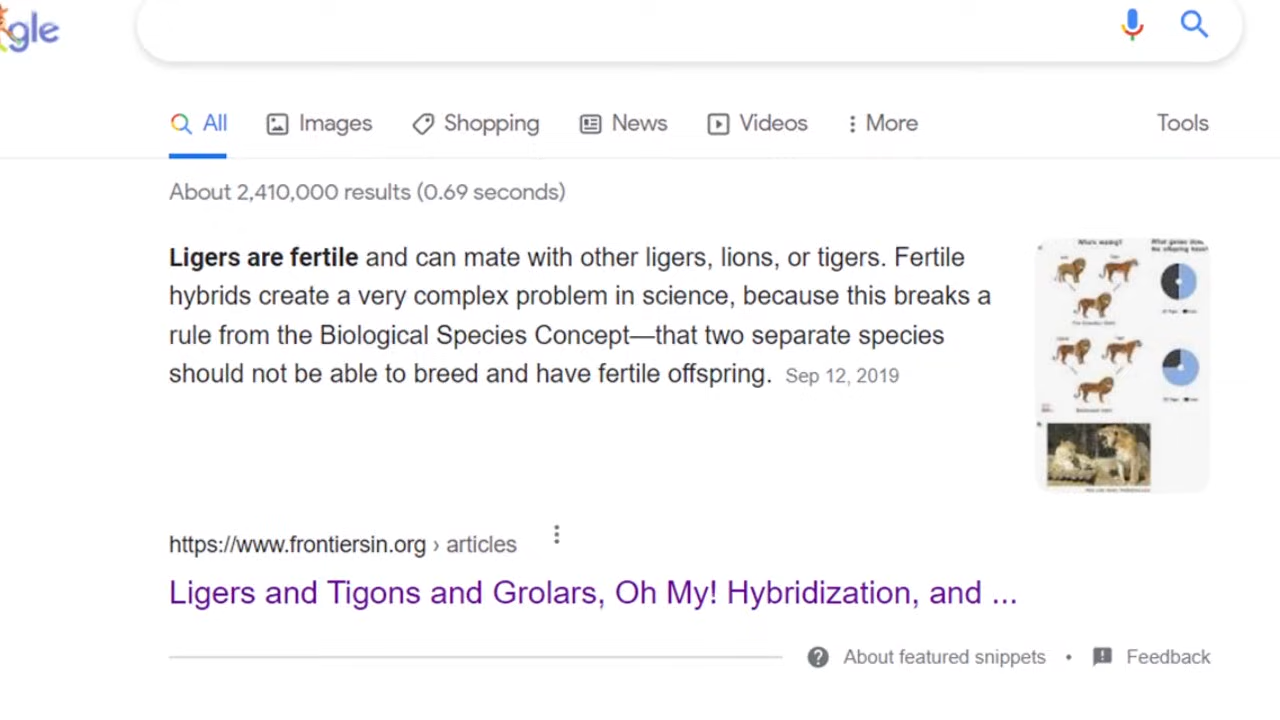 gle
All Images Shopping News Videos More Tools
About 2,410,000 results (0.69 seconds)
Ligers are fertile and can mate with other ligers, lions, or tigers. Fertile
hybrids create a very complex problem in science, because this breaks a
rule from the Biological Species Concept—that two separate species
should not be able to breed and have fertile offspring. Sep 12, 2019
https://www.frontiersin.org › articles
Ligers and Tigons and Grolars, Oh My! Hybridization, and ...
About featured snippets • Feedback